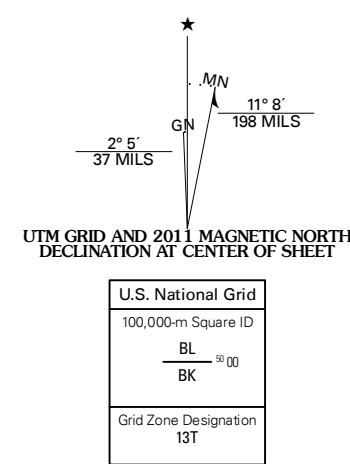 ★
MN
GN
11° 8´
198 MILS
2° 5´
37 MILS
UTM GRID AND 2011 MAGNETIC NORTH
DECLINATION AT CENTER OF SHEET
U.S. National Grid
100,000-m Square ID
BL
50 00
BK
Grid Zone Designation
13T